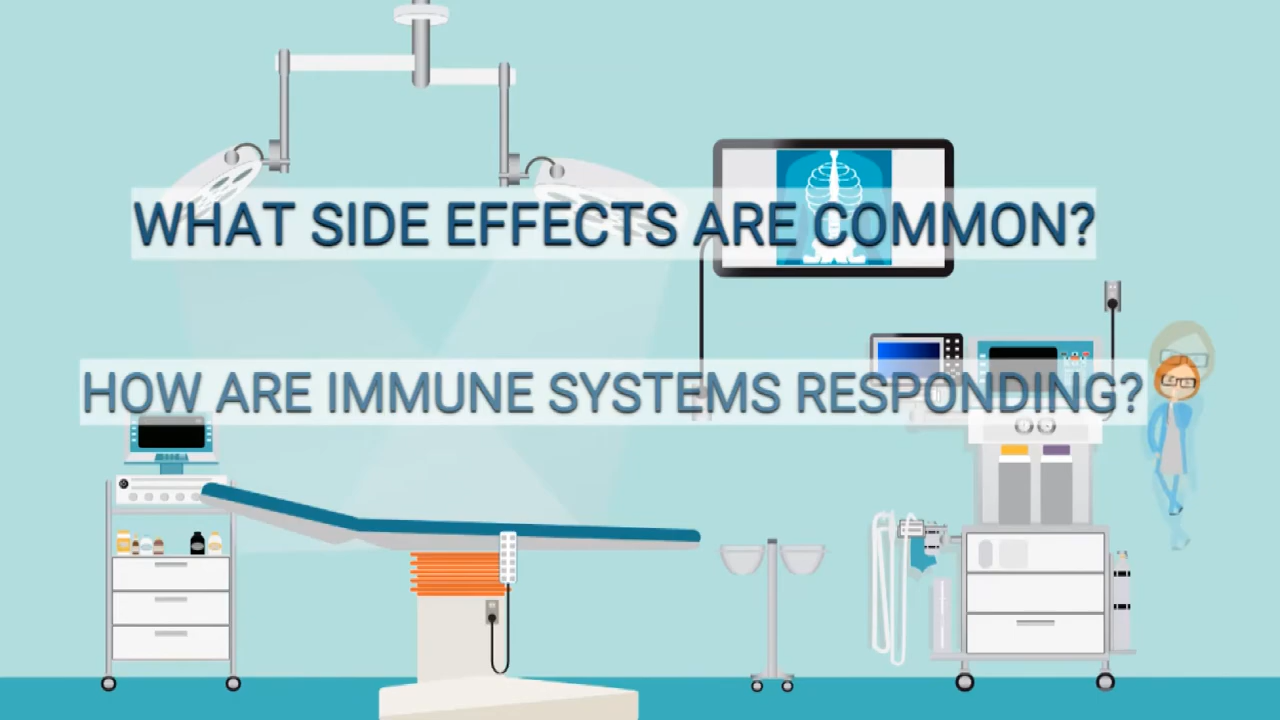 WHAT SIDE EFFECTS ARE COMMON?
HOW ARE IMMUNE SYSTEMS RESPONDING?